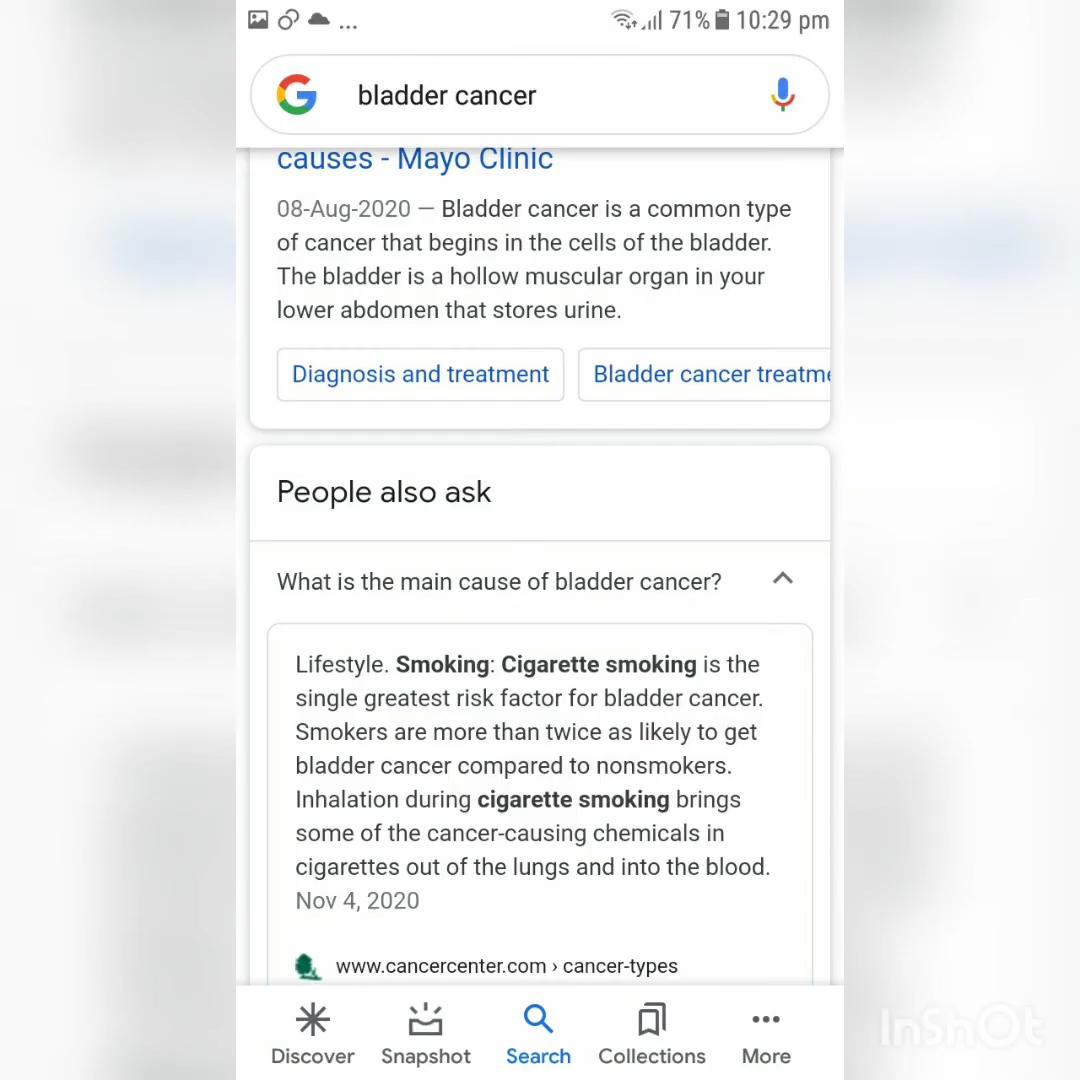 ... 71% 10:29 pm
bladder cancer
causes - Mayo Clinic
08-Aug-2020 — Bladder cancer is a common type
of cancer that begins in the cells of the bladder.
The bladder is a hollow muscular organ in your
lower abdomen that stores urine.
Diagnosis and treatment Bladder cancer treatme
People also ask
What is the main cause of bladder cancer?
Lifestyle. Smoking: Cigarette smoking is the
single greatest risk factor for bladder cancer.
Smokers are more than twice as likely to get
bladder cancer compared to nonsmokers.
Inhalation during cigarette smoking brings
some of the cancer-causing chemicals in
cigarettes out of the lungs and into the blood.
Nov 4, 2020
www.cancercenter.com › cancer-types
Discover Snapshot Search Collections More
InShOt